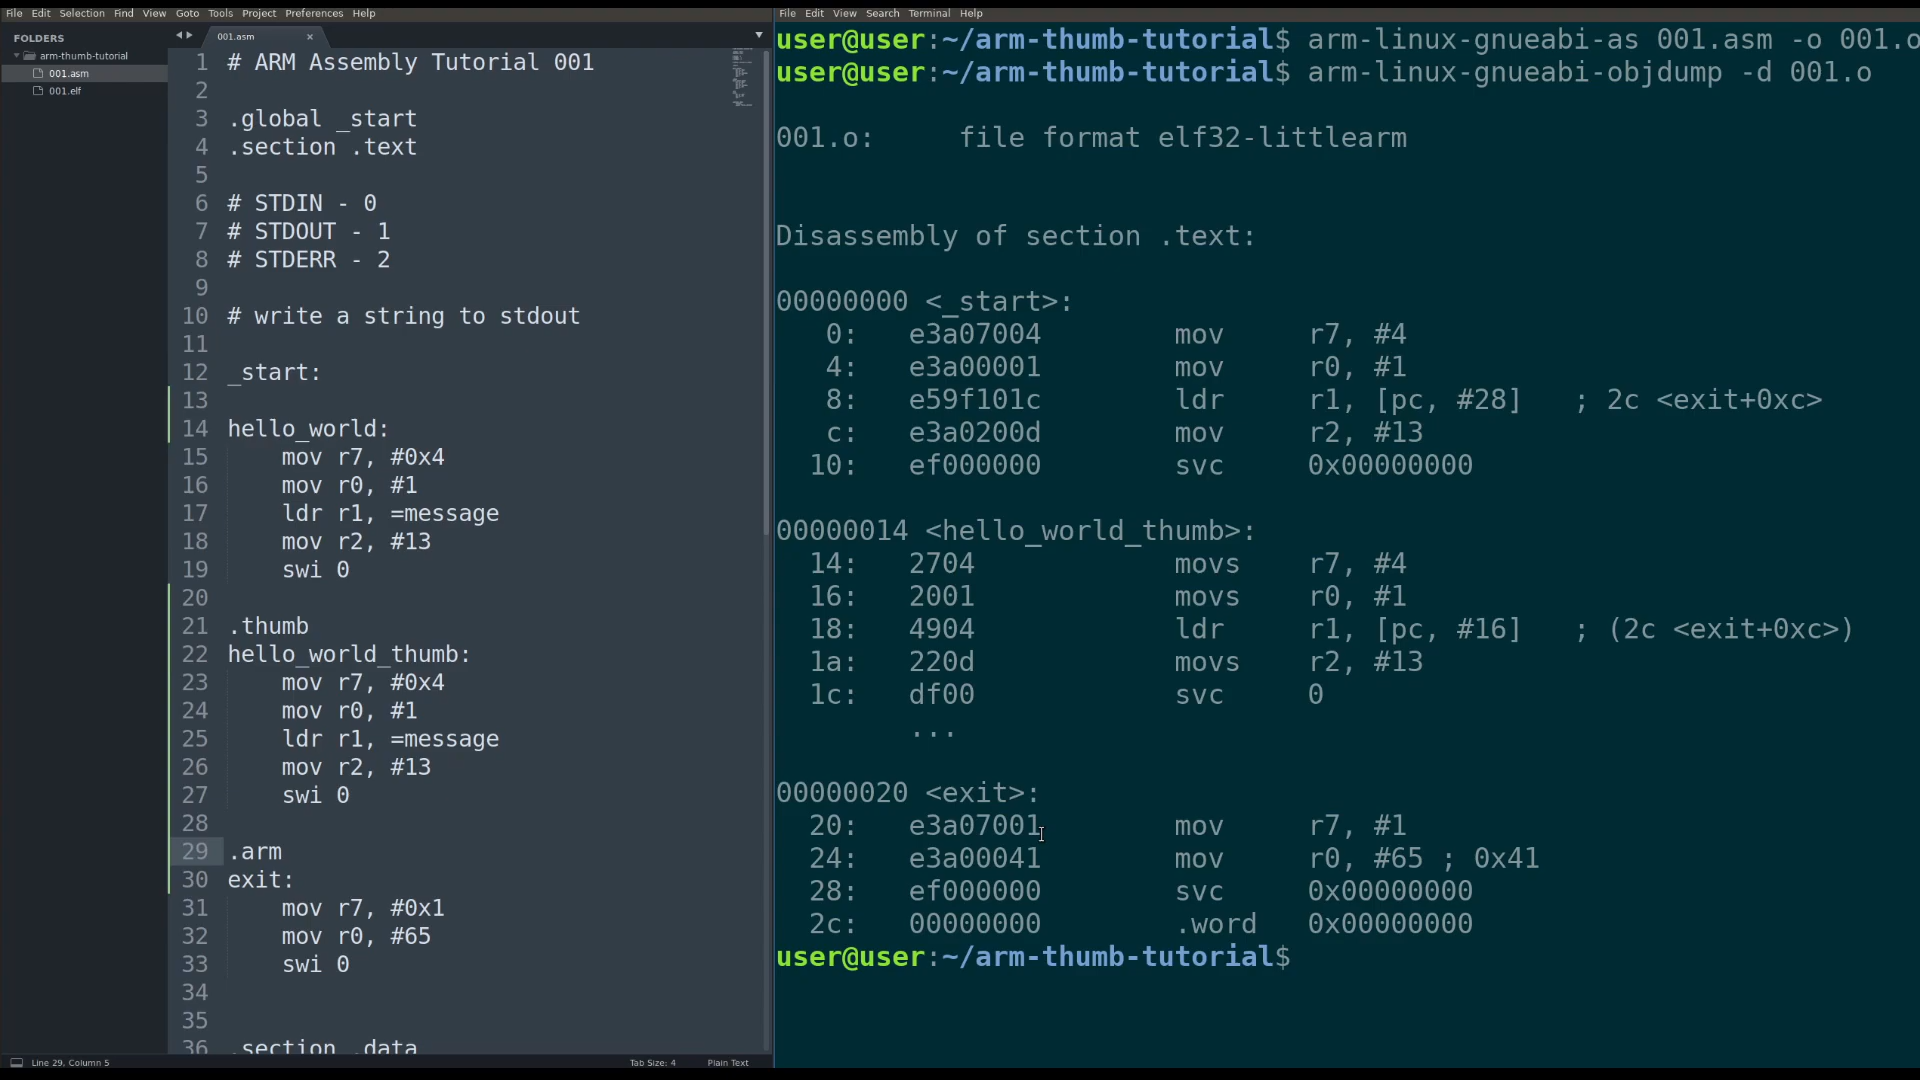 File Edit Selection Find View Goto Tools Project Preferences Help
FOLDERS
arm-thumb-tutorial
001.asm
001.elf
001.asm ×
1 # ARM Assembly Tutorial 001
2
3 .global _start
4 .section .text
5
6 # STDIN - 0
7 # STDOUT - 1
8 # STDERR - 2
9
10 # write a string to stdout
11
12 _start:
13
14 hello_world:
15 mov r7, #0x4
16 mov r0, #1
17 ldr r1, =message
18 mov r2, #13
19 swi 0
20
21 .thumb
22 hello_world_thumb:
23 mov r7, #0x4
24 mov r0, #1
25 ldr r1, =message
26 mov r2, #13
27 swi 0
28
29 .arm
30 exit:
31 mov r7, #0x1
32 mov r0, #65
33 swi 0
34
35
36 .section .data
Line 29, Column 5 Tab Size: 4 Plain Text
File Edit View Search Terminal Help
user@user:~/arm-thumb-tutorial$ arm-linux-gnueabi-as 001.asm -o 001.o
user@user:~/arm-thumb-tutorial$ arm-linux-gnueabi-objdump -d 001.o
001.o: file format elf32-littlearm
Disassembly of section .text:
00000000 <_start>:
0: e3a07004 mov r7, #4
4: e3a00001 mov r0, #1
8: e59f101c ldr r1, [pc, #28] ; 2c <exit+0xc>
c: e3a0200d mov r2, #13
10: ef000000 svc 0x00000000
00000014 <hello_world_thumb>:
14: 2704 movs r7, #4
16: 2001 movs r0, #1
18: 4904 ldr r1, [pc, #16] ; (2c <exit+0xc>)
1a: 220d movs r2, #13
1c: df00 svc 0
...
00000020 <exit>:
20: e3a07001 mov r7, #1
24: e3a00041 mov r0, #65 ; 0x41
28: ef000000 svc 0x00000000
2c: 00000000 .word 0x00000000
user@user:~/arm-thumb-tutorial$